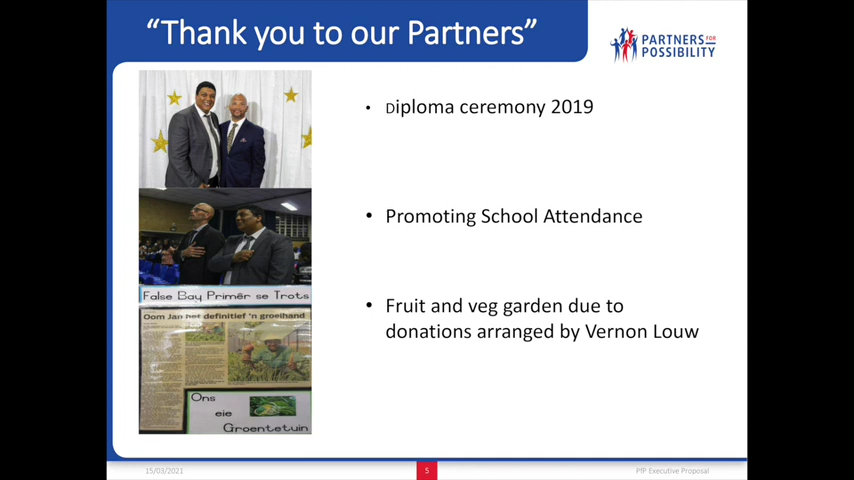 “Thank you to our Partners”
PARTNERS FOR
POSSIBILITY
• Diploma ceremony 2019
• Promoting School Attendance
• Fruit and veg garden due to
donations arranged by Vernon Louw
False Bay Primêr se Trots
Oom Jan het definitief 'n groeihand
Ons
eie
Groentetuin
15/03/2021
5
PfP Executive Proposal